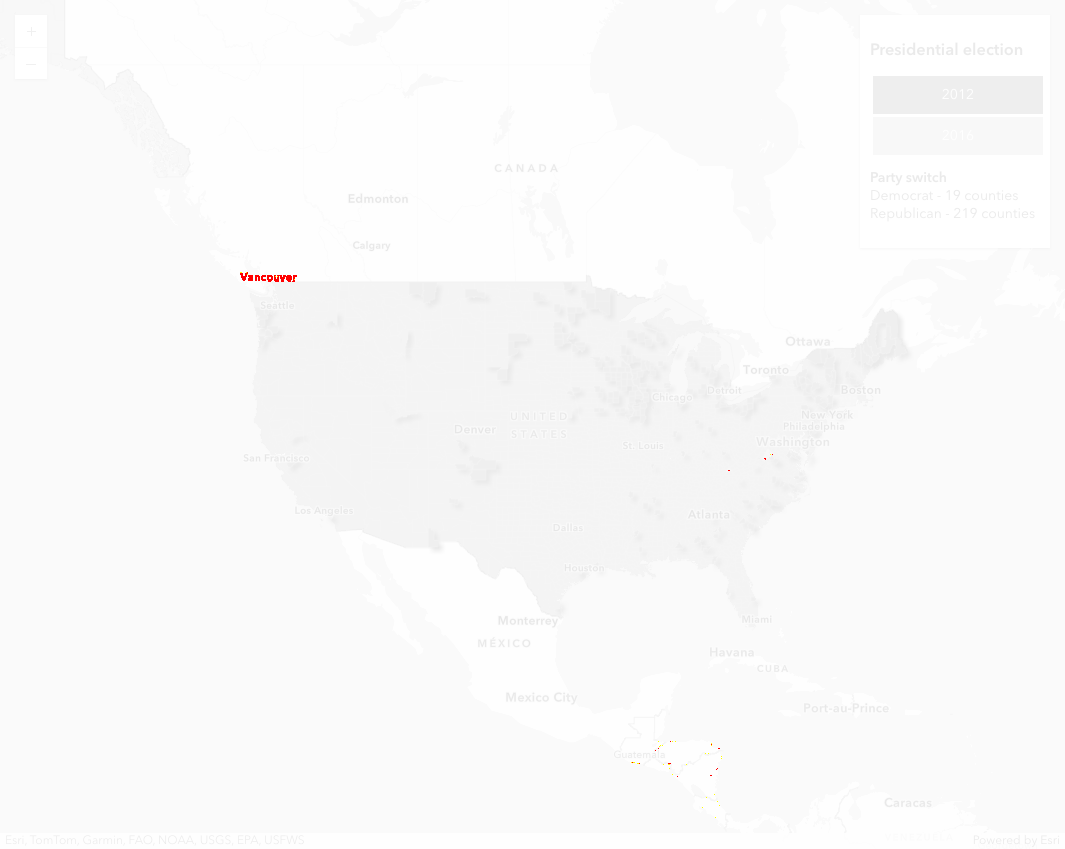 +
Presidential election
–
2012
2016
CANADA
Party switch
Edmonton
Democrat - 19 counties
Republican - 219 counties
Calgary
Vancouver
Seattle
Ottawa
Toronto
Detroit
Boston
Chicago
New York
UNITED
STATES
Philadelphia
Denver
Washington
St. Louis
San Francisco
Los Angeles
Atlanta
Dallas
Houston
Monterrey
Miami
MÉXICO
Havana
CUBA
Mexico City
Port-au-Prince
Guatemala
Caracas
Esri, TomTom, Garmin, FAO, NOAA, USGS, EPA, USFWS
Powered by Esri